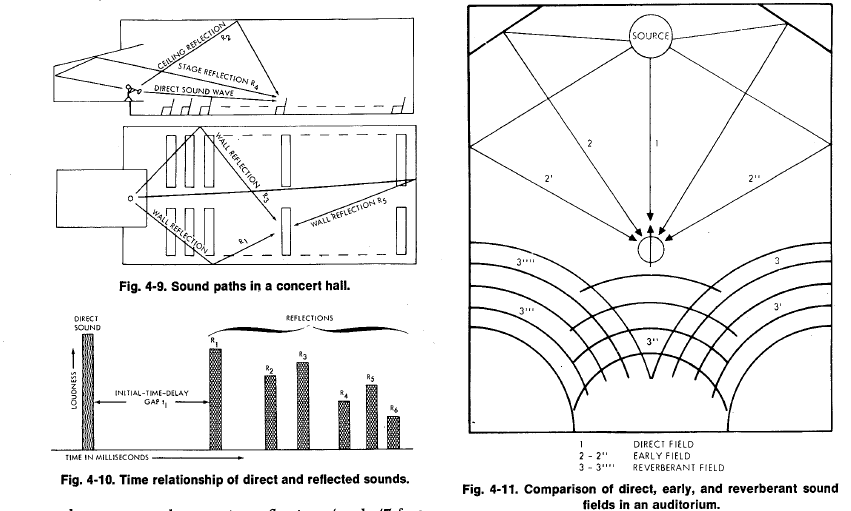 CEILING REFLECTION
R2
STAGE REFLECTION R4
DIRECT SOUND WAVE
WALL REFLECTION
R3
WALL REFLECTION R5
WALL REFLECTION
R1
Fig. 4-9. Sound paths in a concert hall.
DIRECT
SOUND
REFLECTIONS
R1
R2
R3
R4
R5
R6
LOUDNESS
INITIAL-TIME-DELAY
GAP tI
TIME IN MILLISECONDS
Fig. 4-10. Time relationship of direct and reflected sounds.
SOURCE
2
1
2'
2''
3''''
3
3'''
3'
3''
1 DIRECT FIELD
2 - 2'' EARLY FIELD
3 - 3'''' REVERBERANT FIELD
Fig. 4-11. Comparison of direct, early, and reverberant sound
fields in an auditorium.